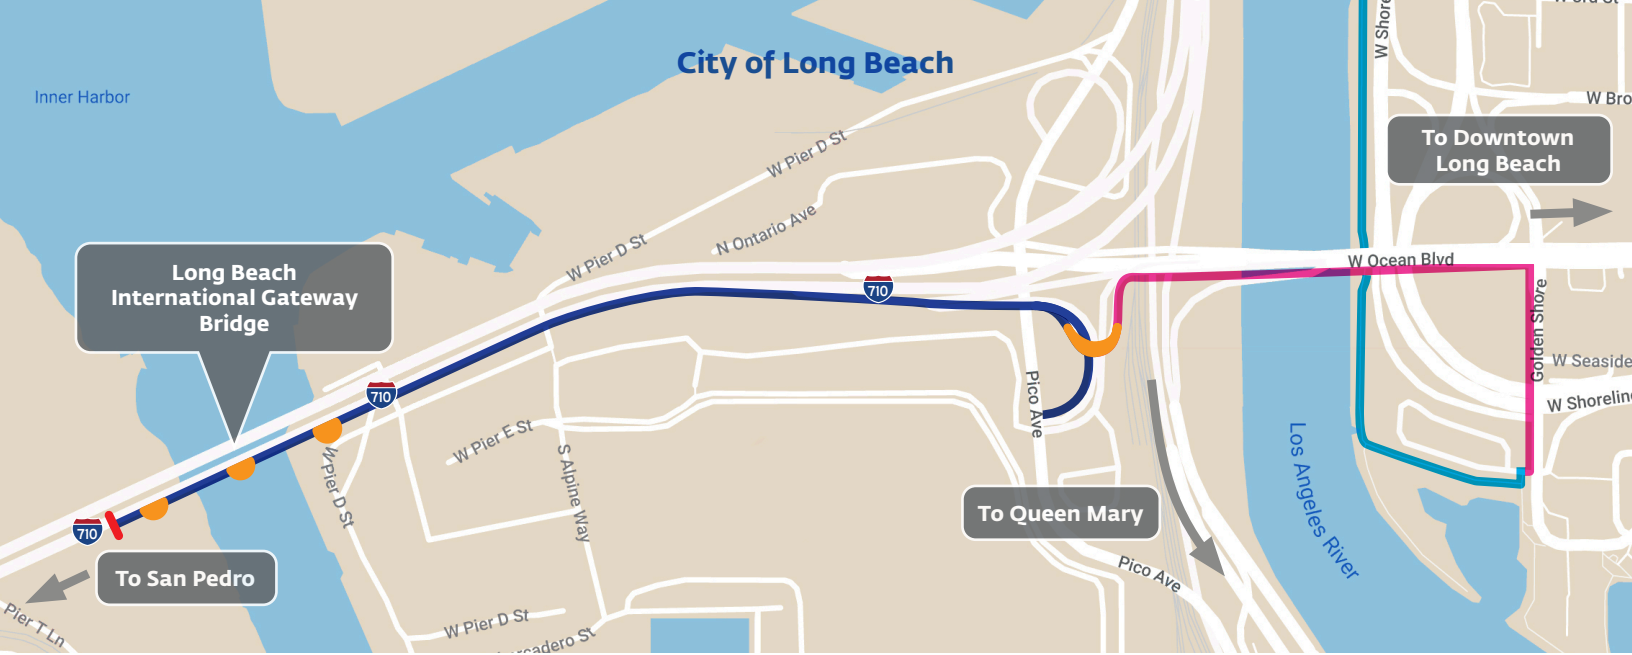 City of Long Beach
Inner Harbor
W Shore
W Bro
To Downtown
Long Beach
W Pier D St
N Ontario Ave
W Pier D St
W Ocean Blvd
Long Beach
International Gateway
Bridge
710
710
Golden Shore
W Seaside
W Shoreline
Pico Ave
W Pier E St
W Pier D St
S Alpine Way
Los Angeles River
To Queen Mary
710
To San Pedro
Pico Ave
Pier T Ln
W Pier D St
rcadero St